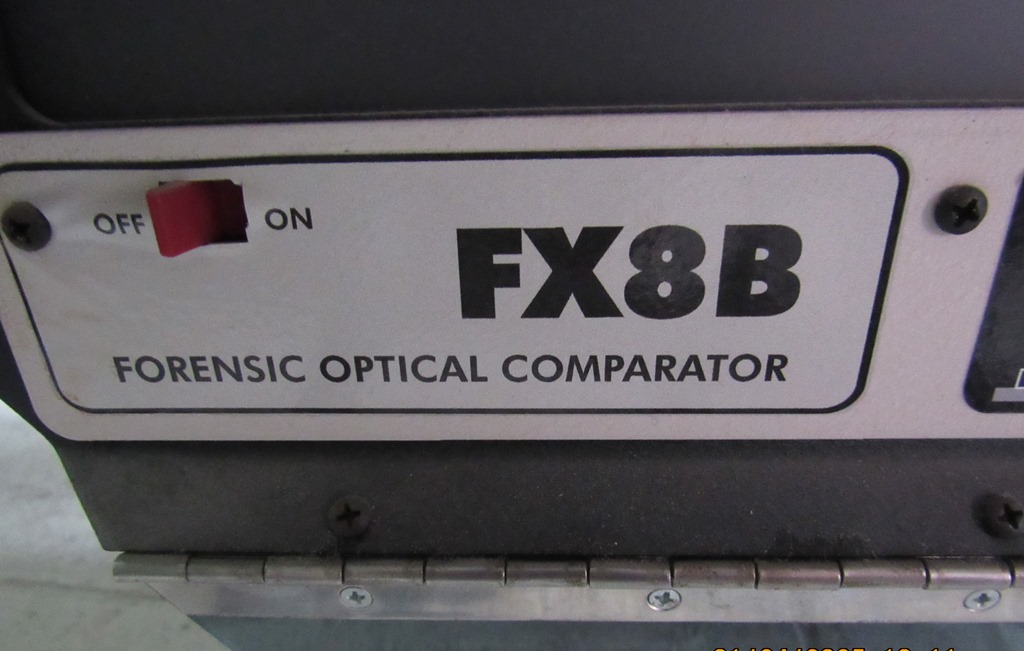 OFF ON
FX8B
FORENSIC OPTICAL COMPARATOR